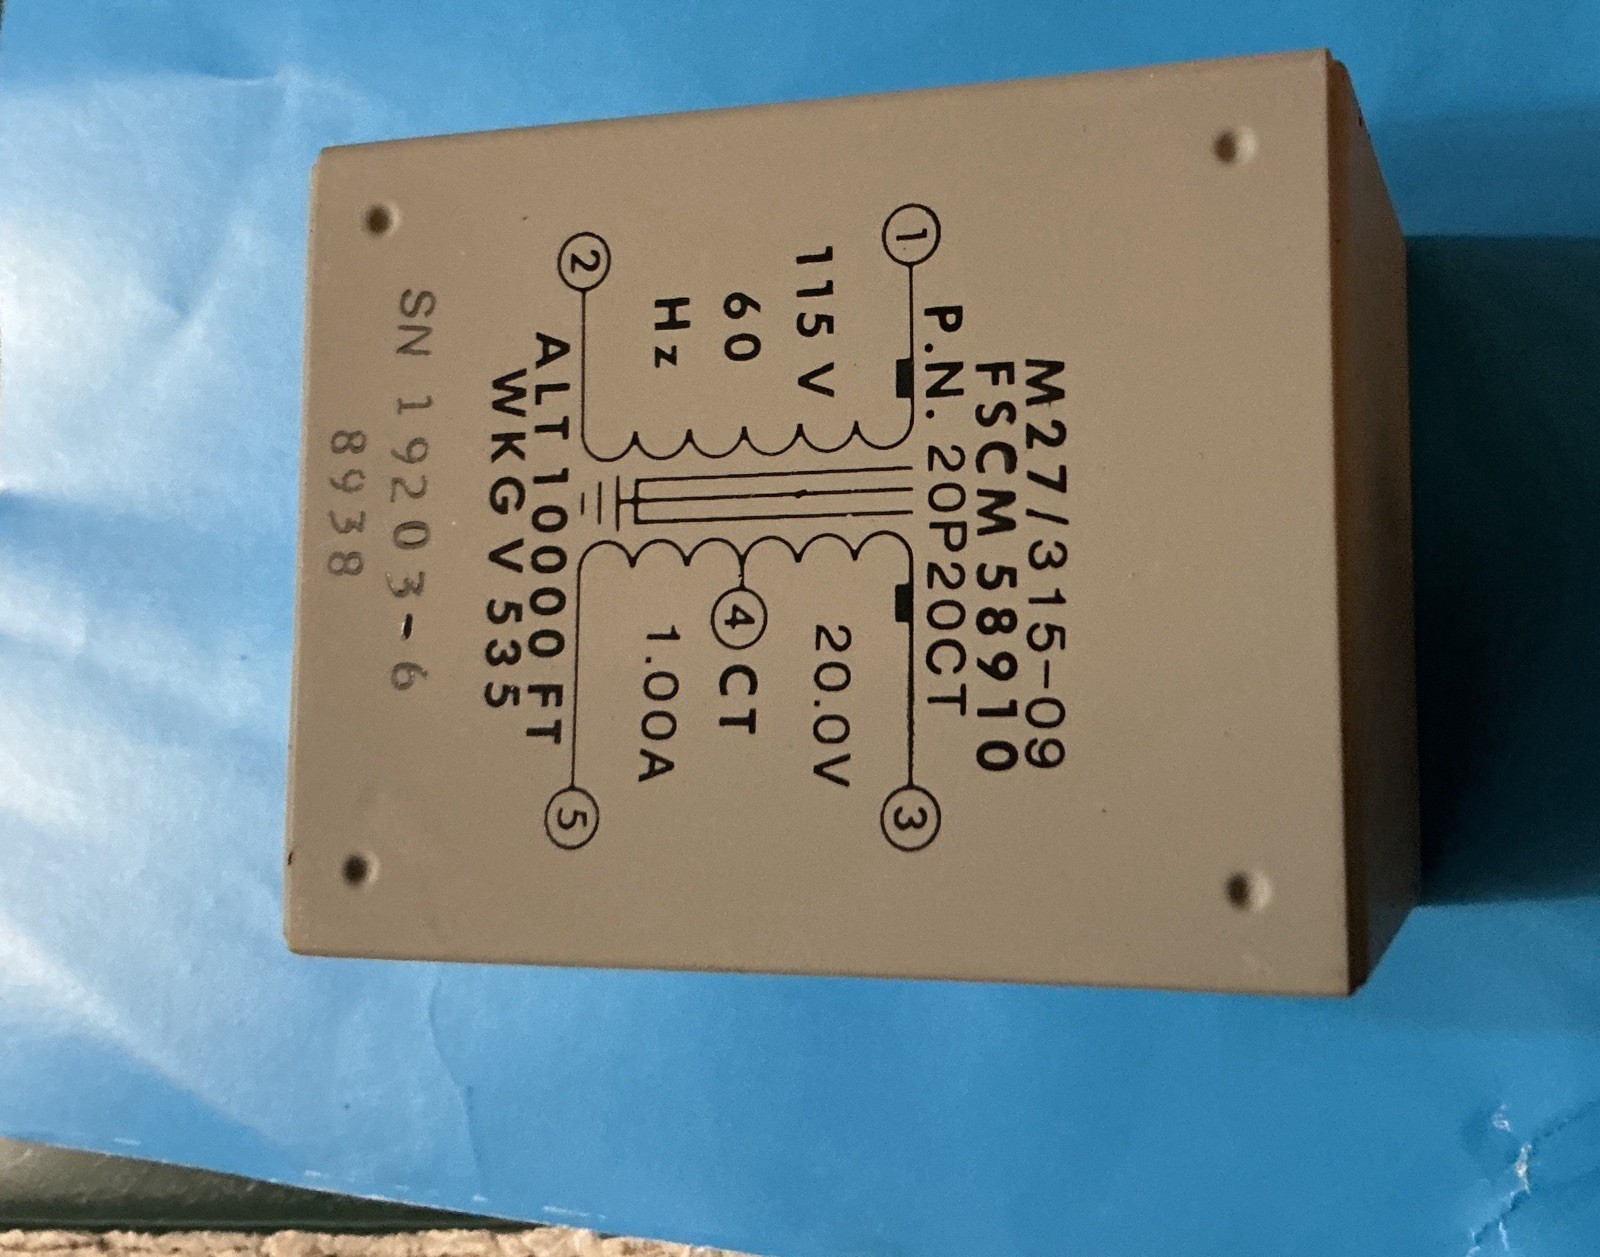 M27/315-09
FSCM 58910
P.N. 20P20CT
1
3
115 V
20.0V
60
4 CT
Hz
1.00A
2
5
ALT 10000 FT
WKG V 535
SN 19203-6
8938